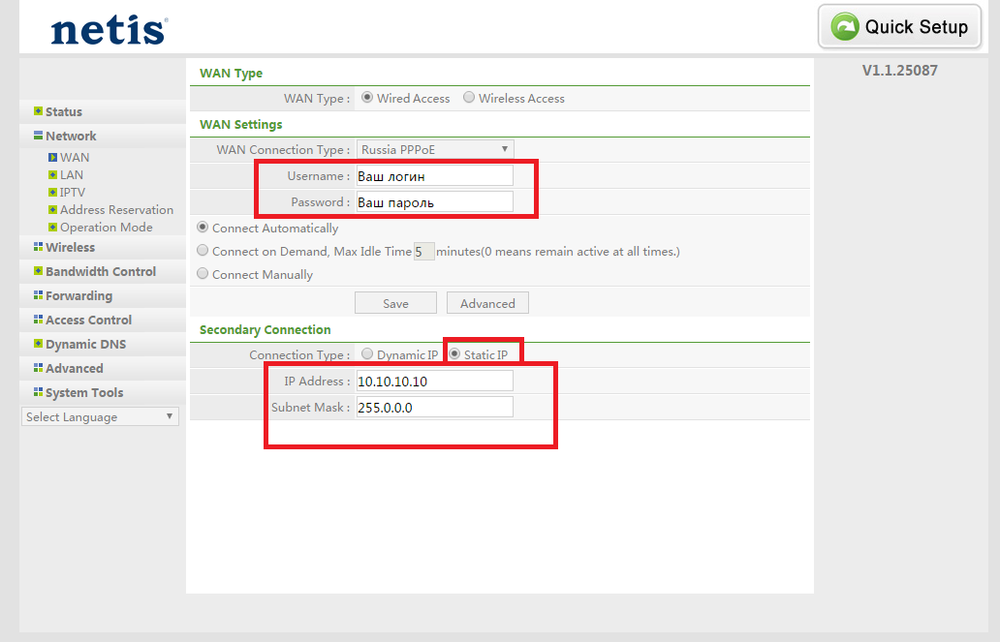 netis
Quick Setup
V1.1.25087
Status
Network
WAN
LAN
IPTV
Address Reservation
Operation Mode
Wireless
Bandwidth Control
Forwarding
Access Control
Dynamic DNS
Advanced
System Tools
Select Language
WAN Type
WAN Type : Wired Access Wireless Access
WAN Settings
WAN Connection Type : Russia PPPoE
Username : Ваш логин
Password : Ваш пароль
Connect Automatically
Connect on Demand, Max Idle Time 5 minutes(0 means remain active at all times.)
Connect Manually
Save Advanced
Secondary Connection
Connection Type : Dynamic IP Static IP
IP Address : 10.10.10.10
Subnet Mask : 255.0.0.0